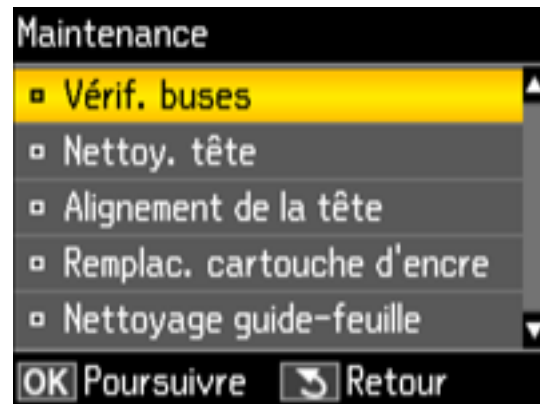 Maintenance
Vérif. buses
Nettoy. tête
Alignement de la tête
Remplac. cartouche d'encre
Nettoyage guide-feuille
OK Poursuivre Retour